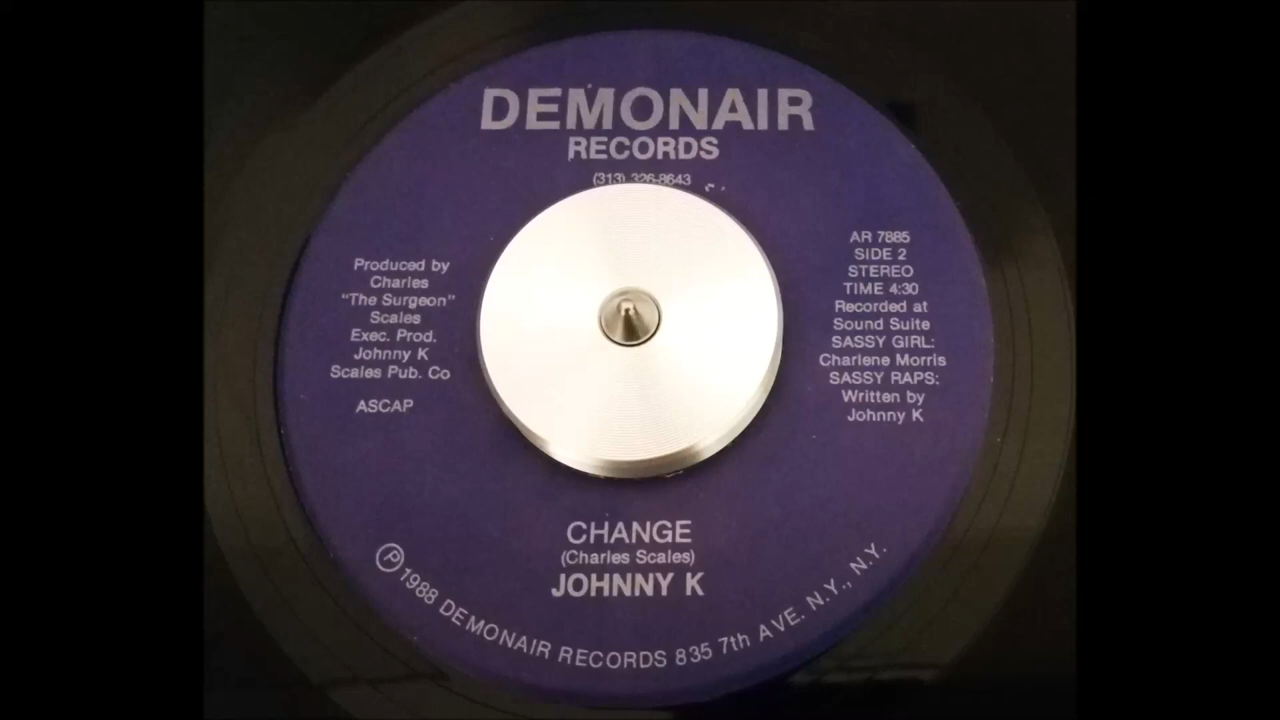 DEMONAIR
RECORDS
(313) 326-8643
Produced by
Charles
“The Surgeon”
Scales
Exec. Prod.
Johnny K
Scales Pub. Co
ASCAP
AR 7885
SIDE 2
STEREO
TIME 4:30
Recorded at
Sound Suite
SASSY GIRL:
Charlene Morris
SASSY RAPS:
Written by
Johnny K
CHANGE
(Charles Scales)
JOHNNY K
Ⓟ1988 DEMONAIR RECORDS 835 7th AVE. N.Y., N.Y.